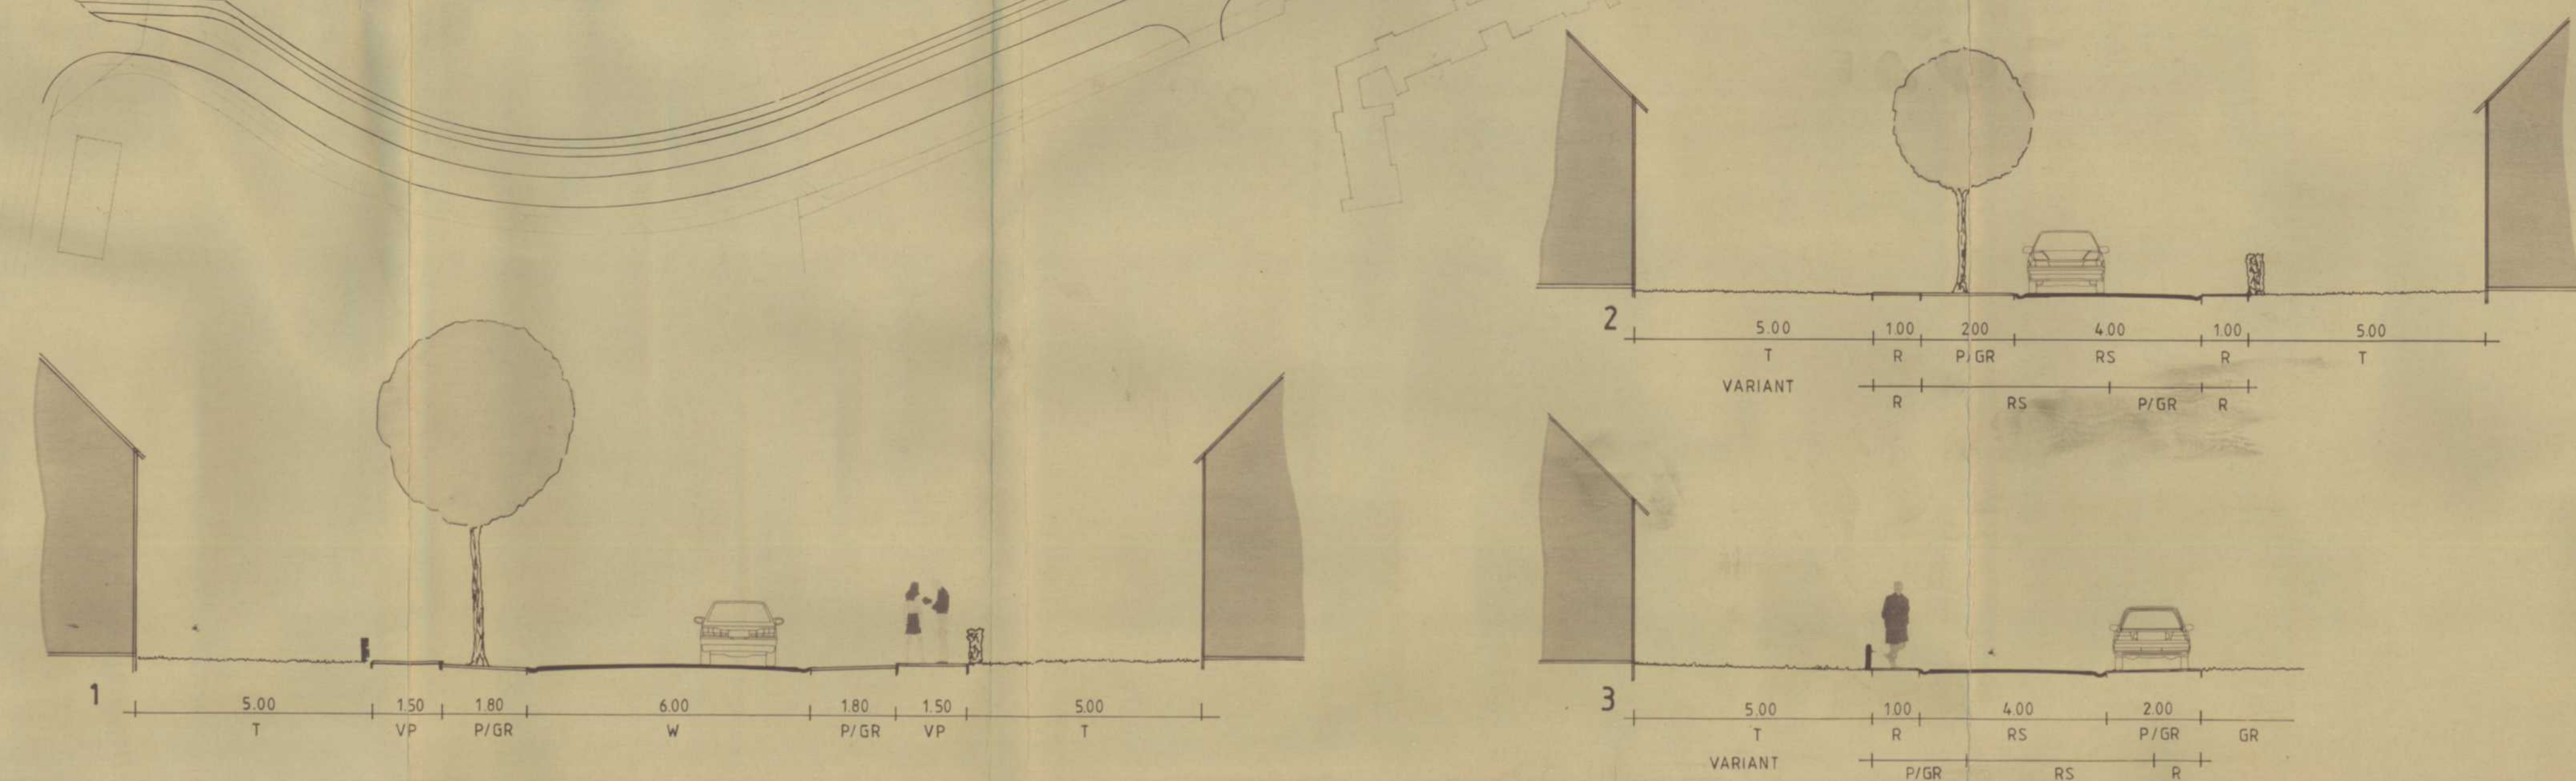 1
5.00 1.50 1.80 6.00 1.80 1.50 5.00
T VP P/GR W P/GR VP T
2
5.00 1.00 2.00 4.00 1.00 5.00
T R P/GR RS R T
VARIANT
R RS P/GR R
3
5.00 1.00 4.00 2.00
T R RS P/GR GR
VARIANT
P/GR RS R